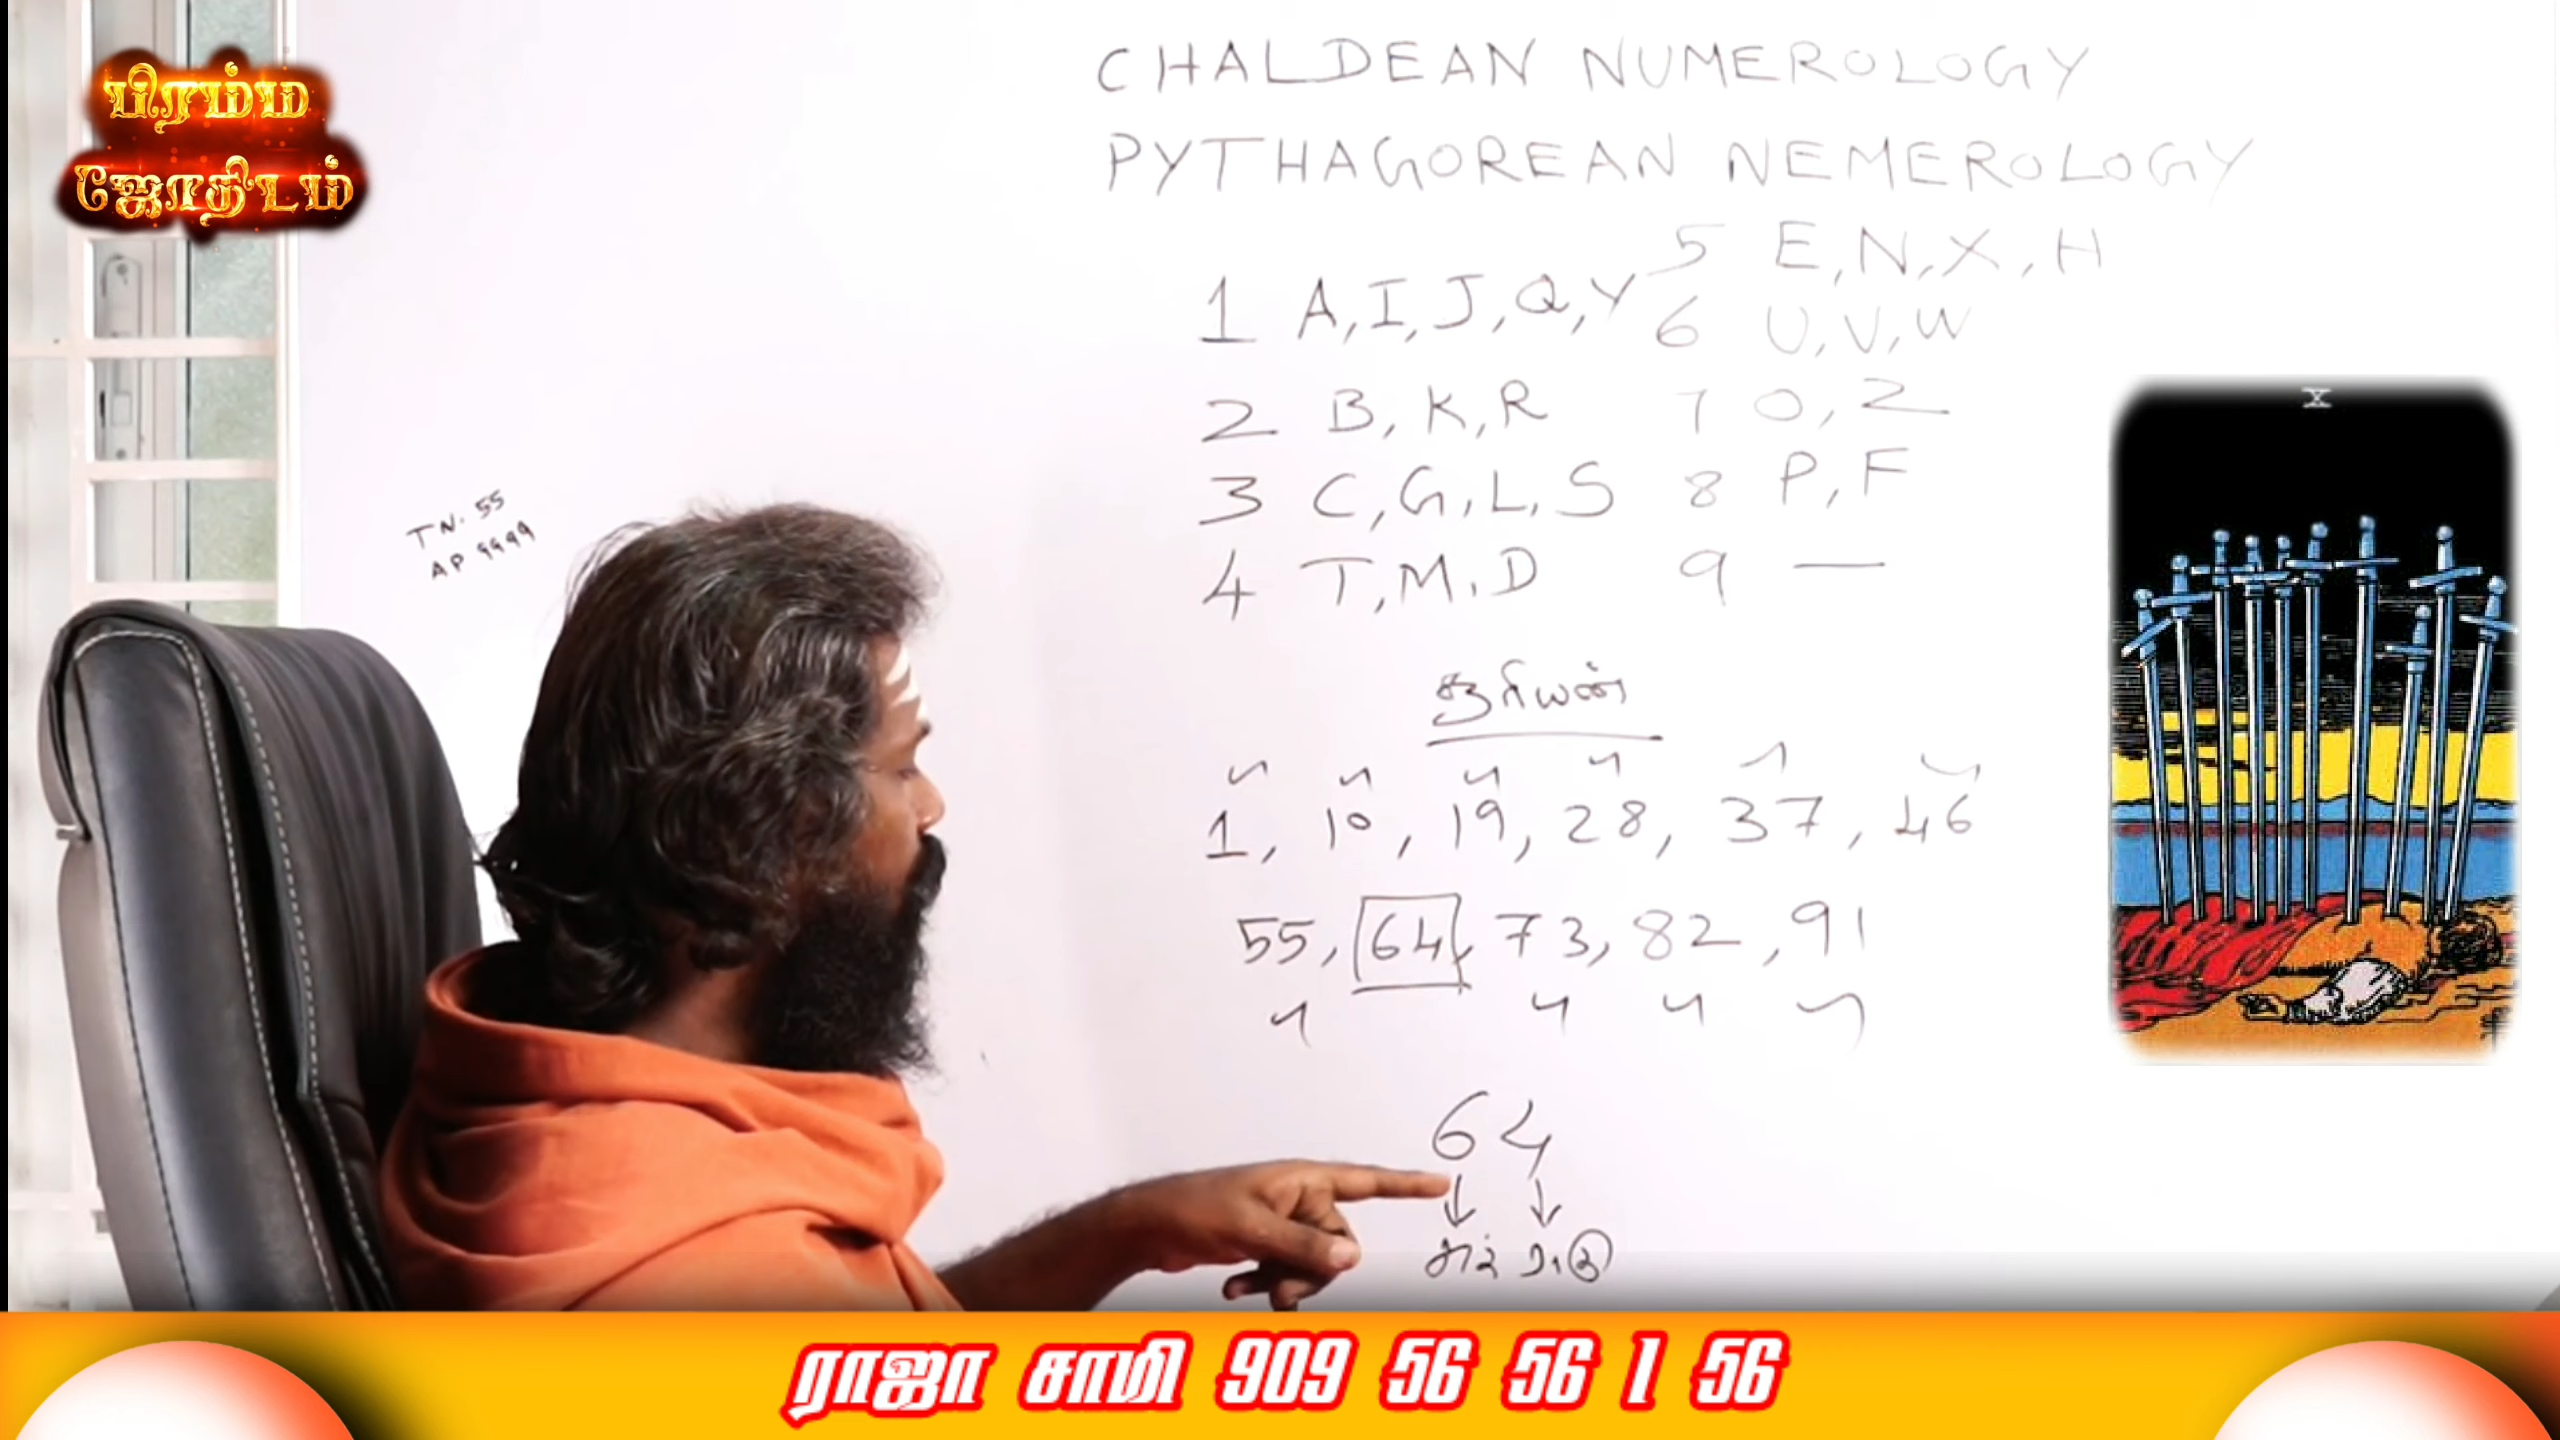 பிரம்ம
ஜோதிடம்
CHALDEAN NUMEROLOGY
PYTHAGOREAN NEMEROLOGY
5 E, N, X, H
1 A, I, J, Q, Y
6 U, V, W
2 B, K, R 7 O, Z
3 C, G, L, S 8 P, F
4 T, M, D 9 —
TN. 55
AP 9999
சூரியன்
1, 10, 19, 28, 37, 46
55, 64, 73, 82, 91
64
ராகு
X
ராஜா சாமி 909 56 56 1 56